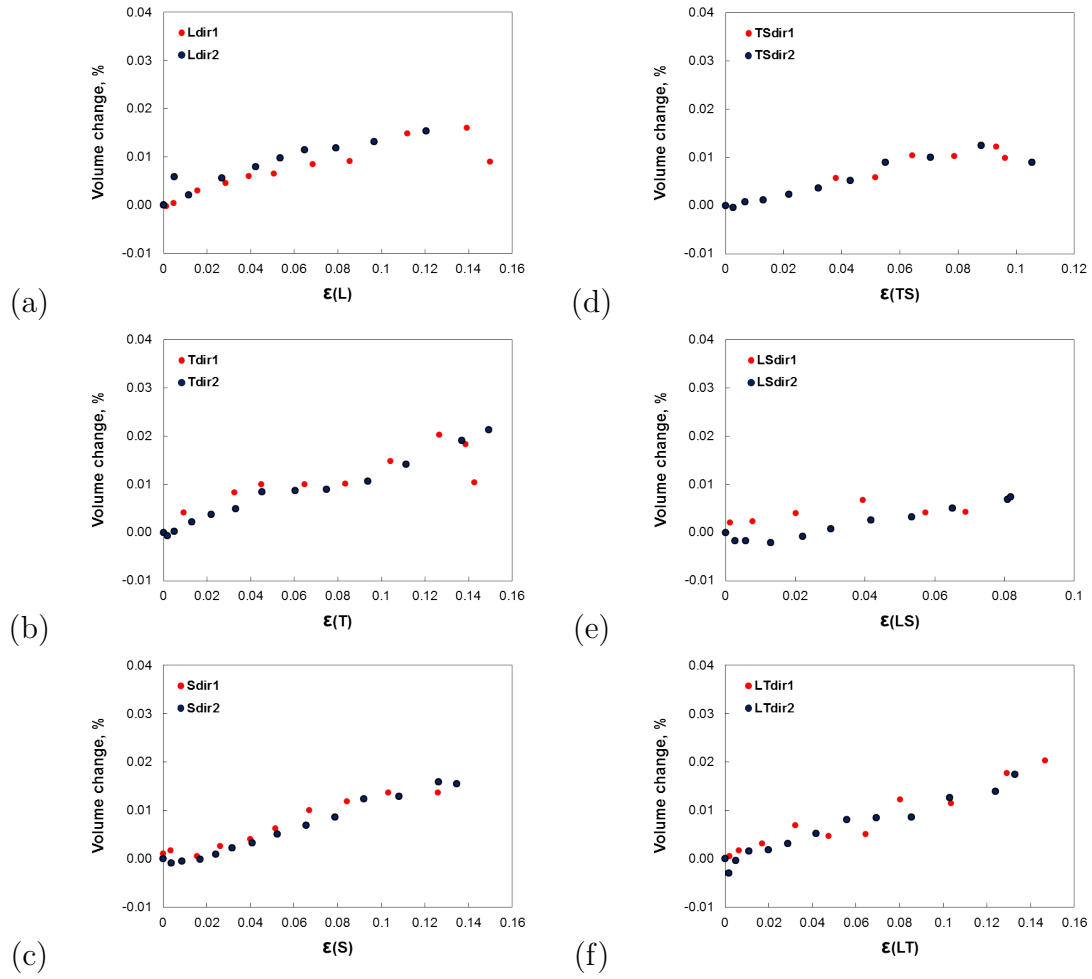 0.04
0.03
0.02
0.01
0.00
-0.01
Volume change, %
Ldir1
Ldir2
0 0.02 0.04 0.06 0.08 0.1 0.12 0.14 0.16
ε(L)
(a)
0.04
0.03
0.02
0.01
0.00
-0.01
Volume change, %
TSdir1
TSdir2
0 0.02 0.04 0.06 0.08 0.1 0.12
ε(TS)
(d)
0.04
0.03
0.02
0.01
0.00
-0.01
Volume change, %
Tdir1
Tdir2
0 0.02 0.04 0.06 0.08 0.1 0.12 0.14 0.16
ε(T)
(b)
0.04
0.03
0.02
0.01
0.00
-0.01
Volume change, %
LSdir1
LSdir2
0 0.02 0.04 0.06 0.08 0.1
ε(LS)
(e)
0.04
0.03
0.02
0.01
0.00
-0.01
Volume change, %
Sdir1
Sdir2
0 0.02 0.04 0.06 0.08 0.1 0.12 0.14 0.16
ε(S)
(c)
0.04
0.03
0.02
0.01
0.00
-0.01
Volume change, %
LTdir1
LTdir2
0 0.02 0.04 0.06 0.08 0.1 0.12 0.14 0.16
ε(LT)
(f)